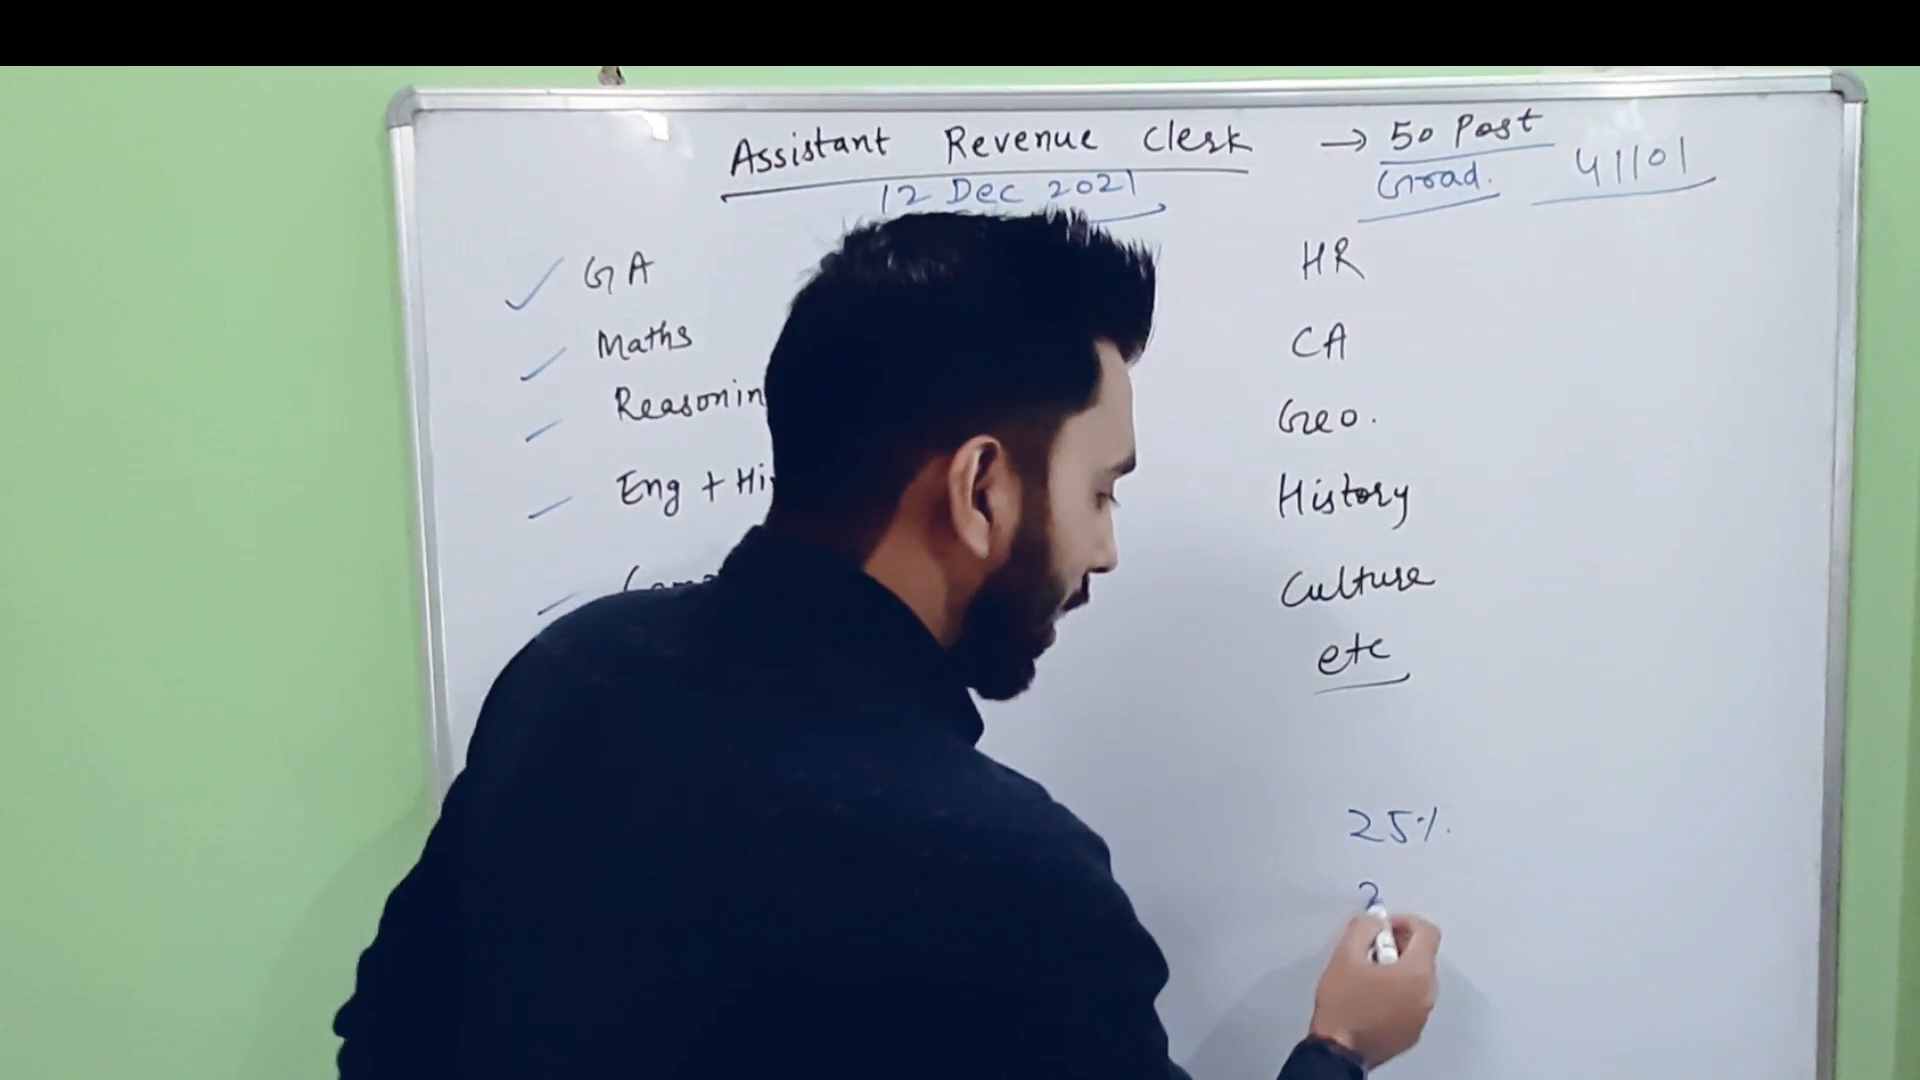 Assistant Revenue Clerk → 50 Post
12 Dec 2021
Grad. 41101
✓ GA
Maths
Reasonin
Eng + Hi
HR
CA
Geo.
History
Culture
etc
25%
2